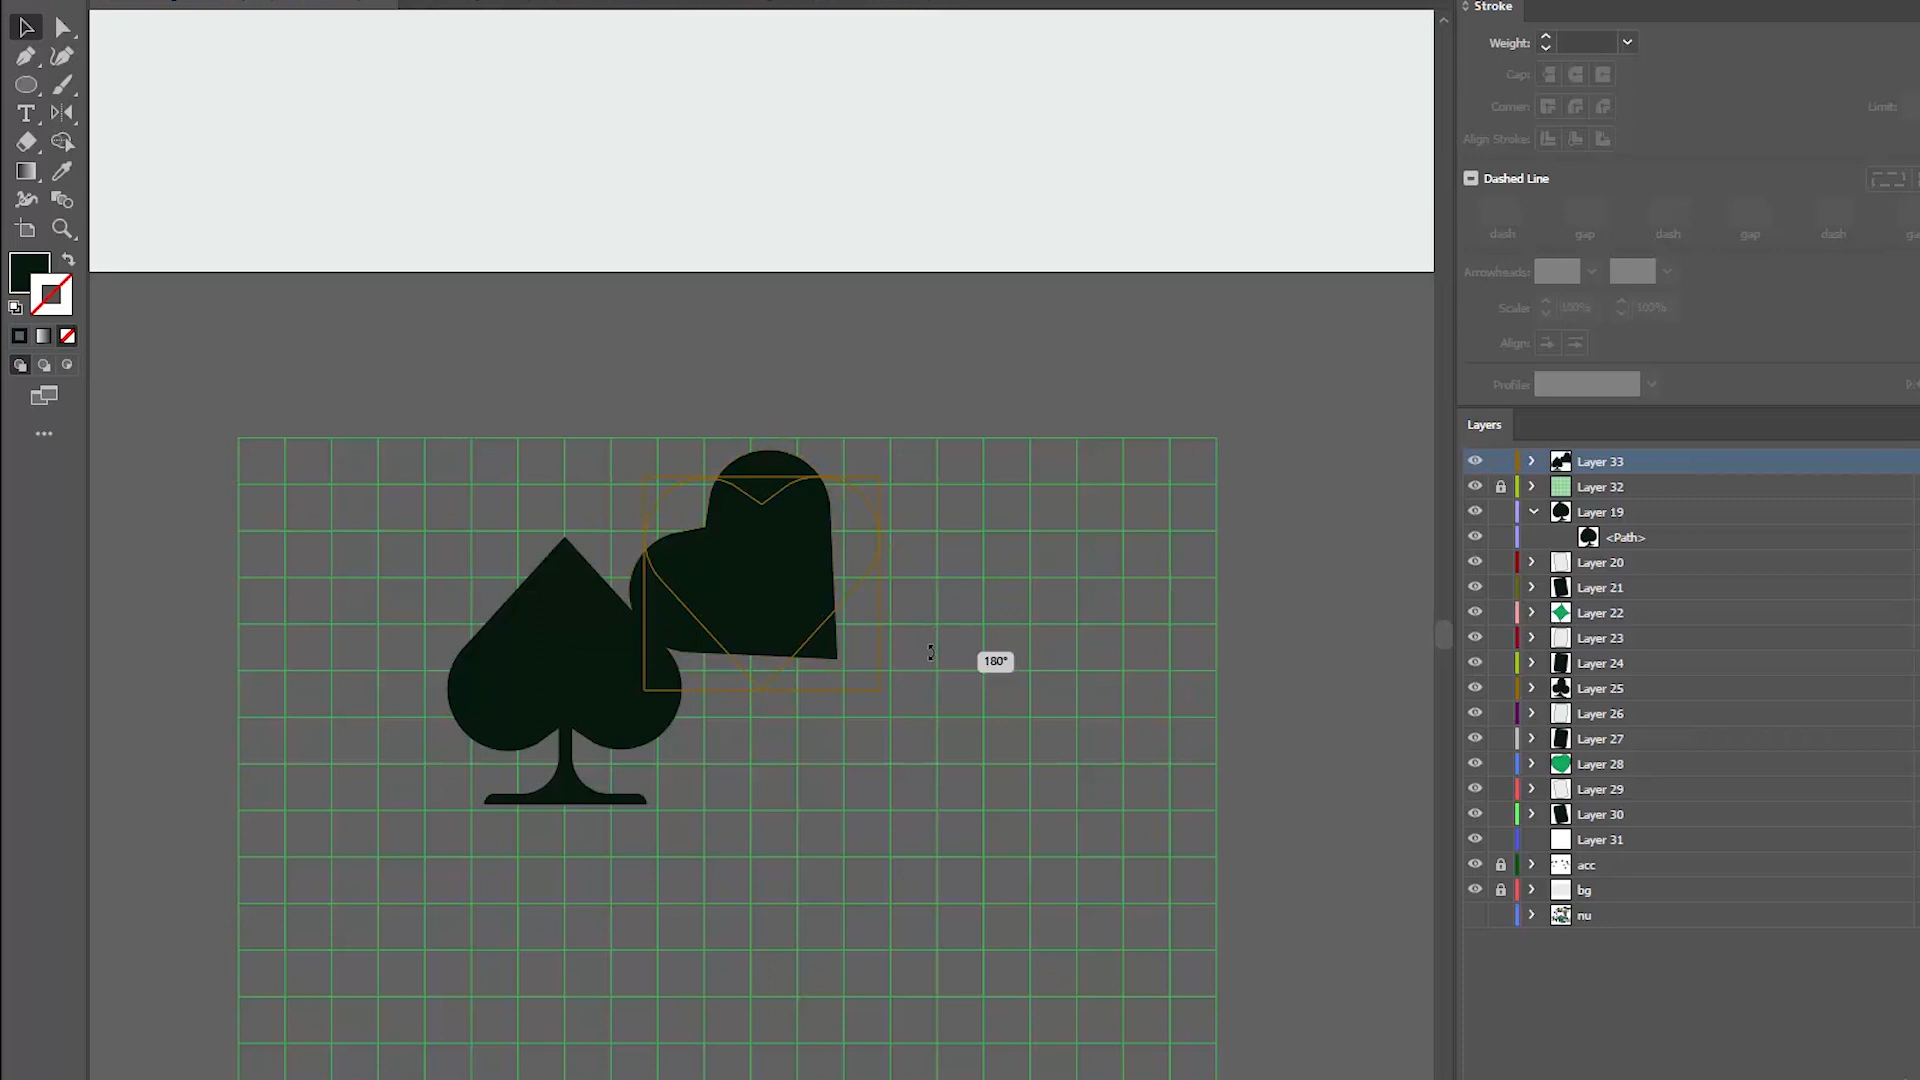 Stroke
Weight:
Cap:
Corner:
Limit:
Align Stroke:
Dashed Line
dash gap dash gap dash
Arrowheads:
Scale: 100% 100%
Align:
Profile:
Layers
Layer 33
Layer 32
Layer 19
<Path>
Layer 20
Layer 21
Layer 22
Layer 23
Layer 24
Layer 25
Layer 26
Layer 27
Layer 28
Layer 29
Layer 30
Layer 31
acc
bg
nu
180°